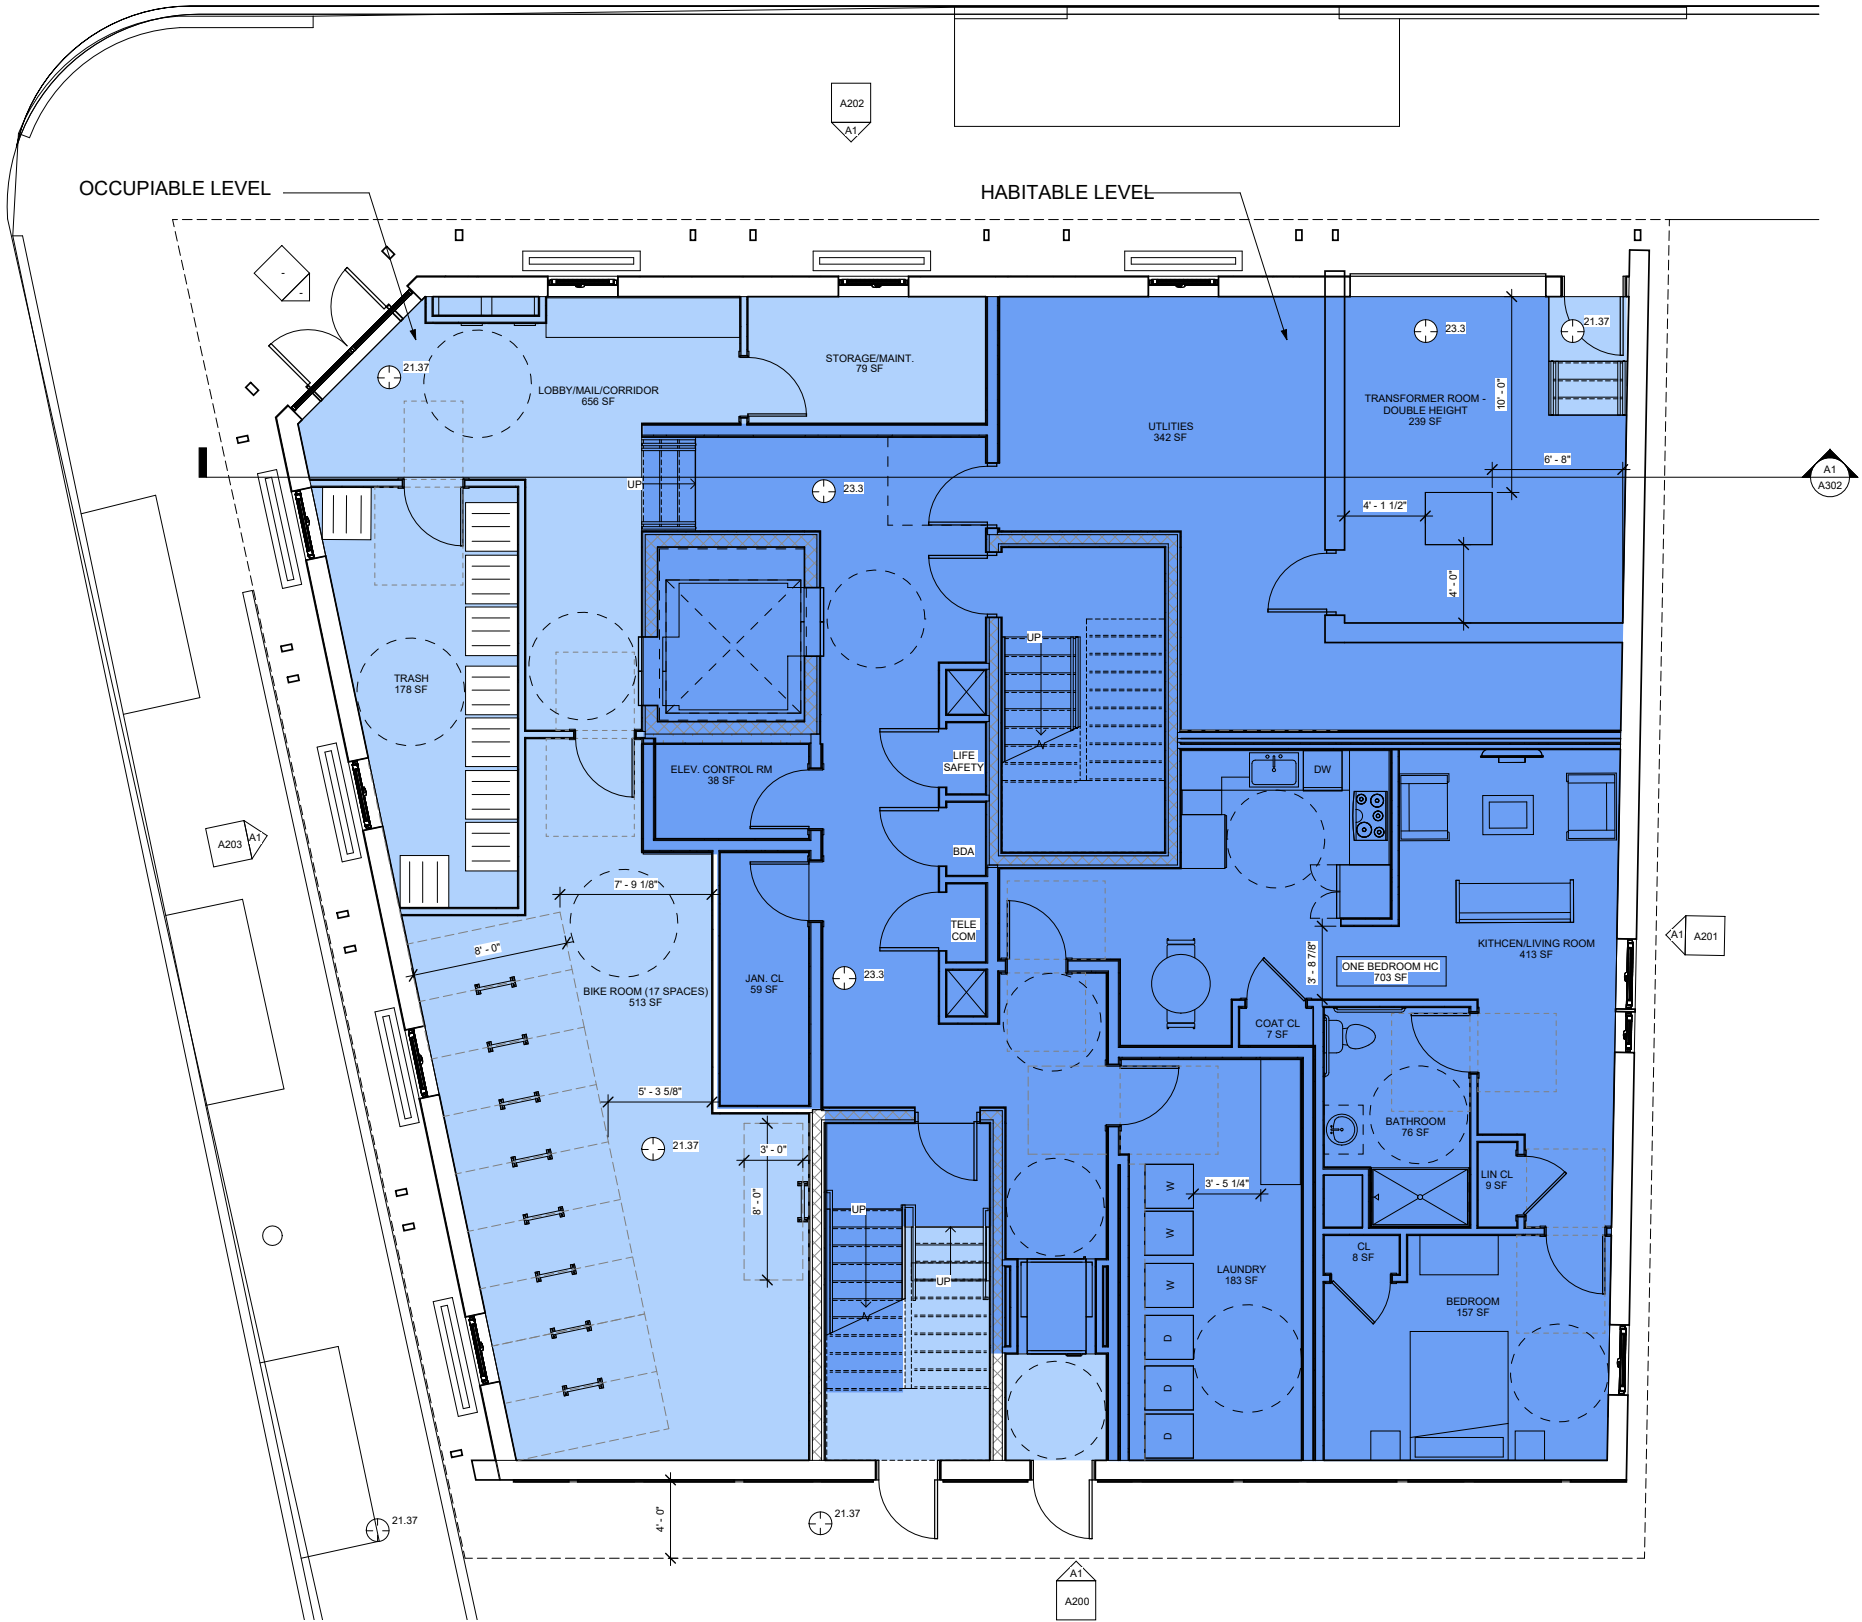 A202
A1
OCCUPIABLE LEVEL
HABITABLE LEVEL
-
-
21.37
LOBBY/MAIL/CORRIDOR
656 SF
STORAGE/MAINT.
79 SF
UTLITIES
342 SF
23.3
21.37
TRANSFORMER ROOM -
DOUBLE HEIGHT
239 SF
10' - 0"
6' - 8"
A1
A302
UP
23.3
4' - 1 1/2"
4' - 0"
UP
TRASH
178 SF
ELEV. CONTROL RM
38 SF
LIFE
SAFETY
DW
A203
A1
BDA
7' - 9 1/8"
8' - 0"
TELE
COM
KITHCEN/LIVING ROOM
413 SF
A1
A201
3' - 8 7/8"
ONE BEDROOM HC
703 SF
BIKE ROOM (17 SPACES)
513 SF
JAN. CL
59 SF
23.3
COAT CL
7 SF
5' - 3 5/8"
21.37
3' - 0"
8' - 0"
BATHROOM
76 SF
LIN CL
9 SF
W
3' - 5 1/4"
UP
W
UP
CL
8 SF
W
LAUNDRY
183 SF
BEDROOM
157 SF
D
D
D
4' - 0"
21.37
21.37
A1
A200